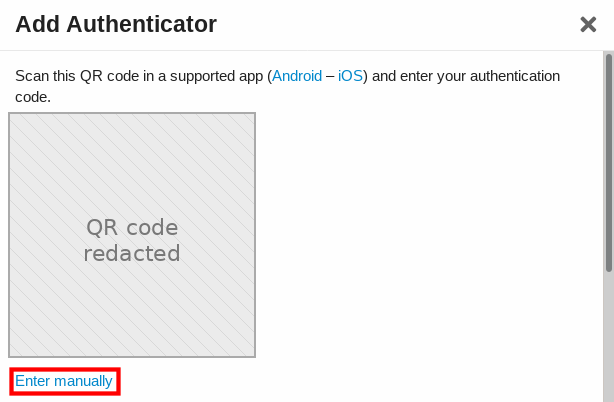 Add Authenticator
Scan this QR code in a supported app (Android – iOS) and enter your authentication
code.
QR code
redacted
Enter manually